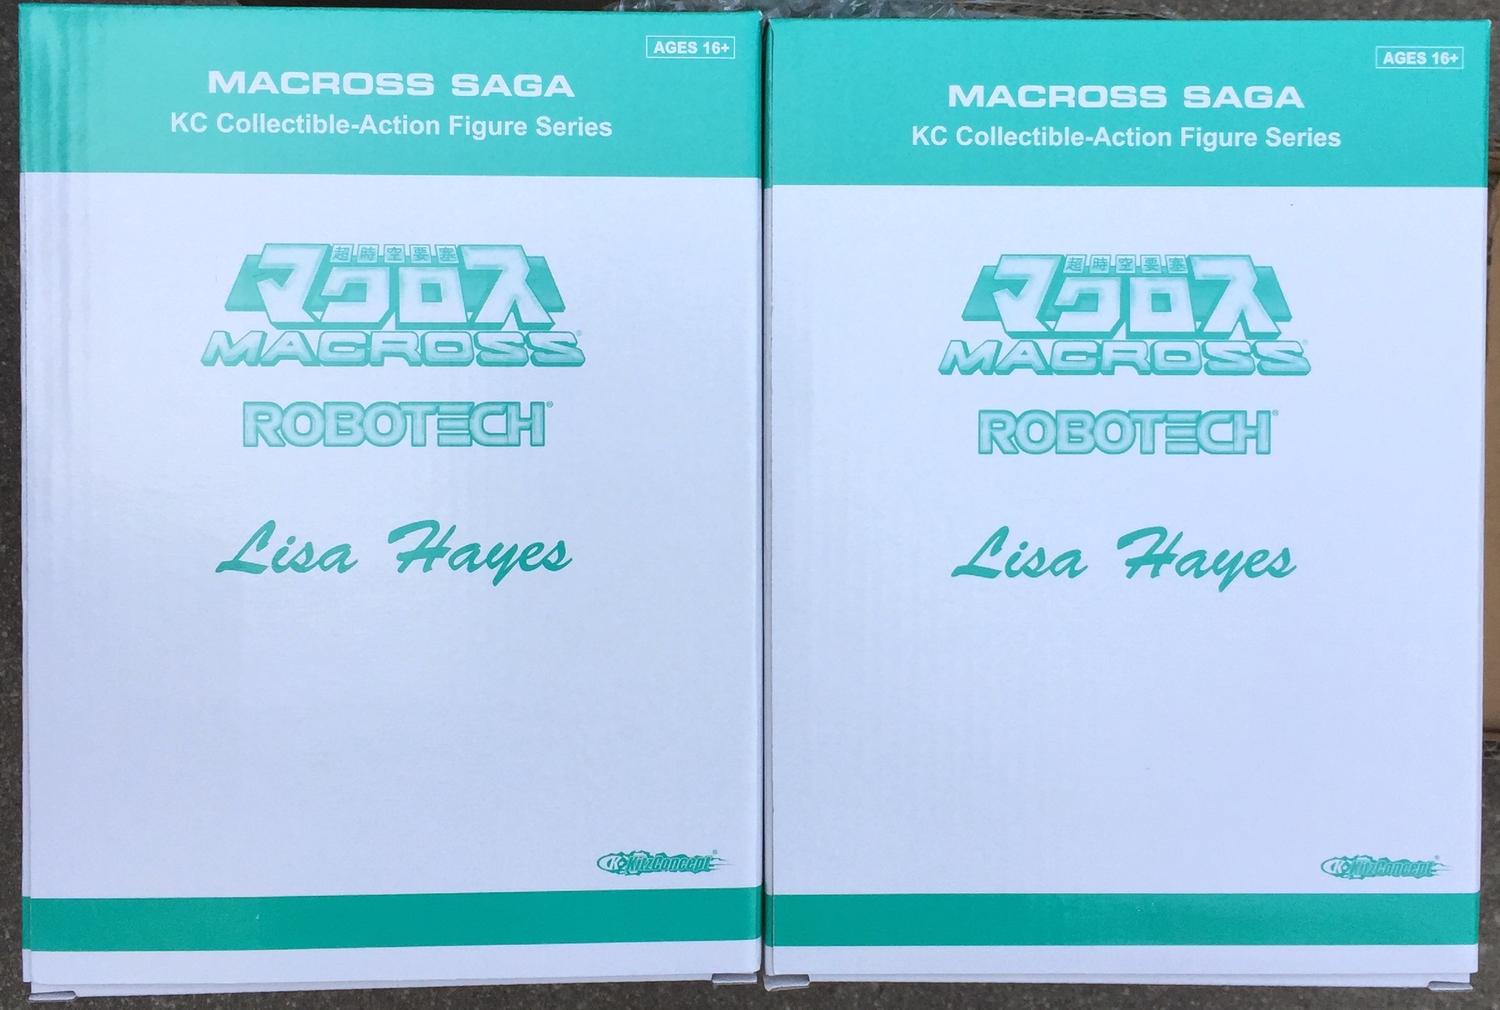 AGES 16+
MACROSS SAGA
KC Collectible-Action Figure Series
超時空要塞
マクロス
MACROSS
ROBOTECH®
Lisa Hayes
KitzConcept®
AGES 16+
MACROSS SAGA
KC Collectible-Action Figure Series
超時空要塞
マクロス
MACROSS®
ROBOTECH®
Lisa Hayes
KitzConcept®